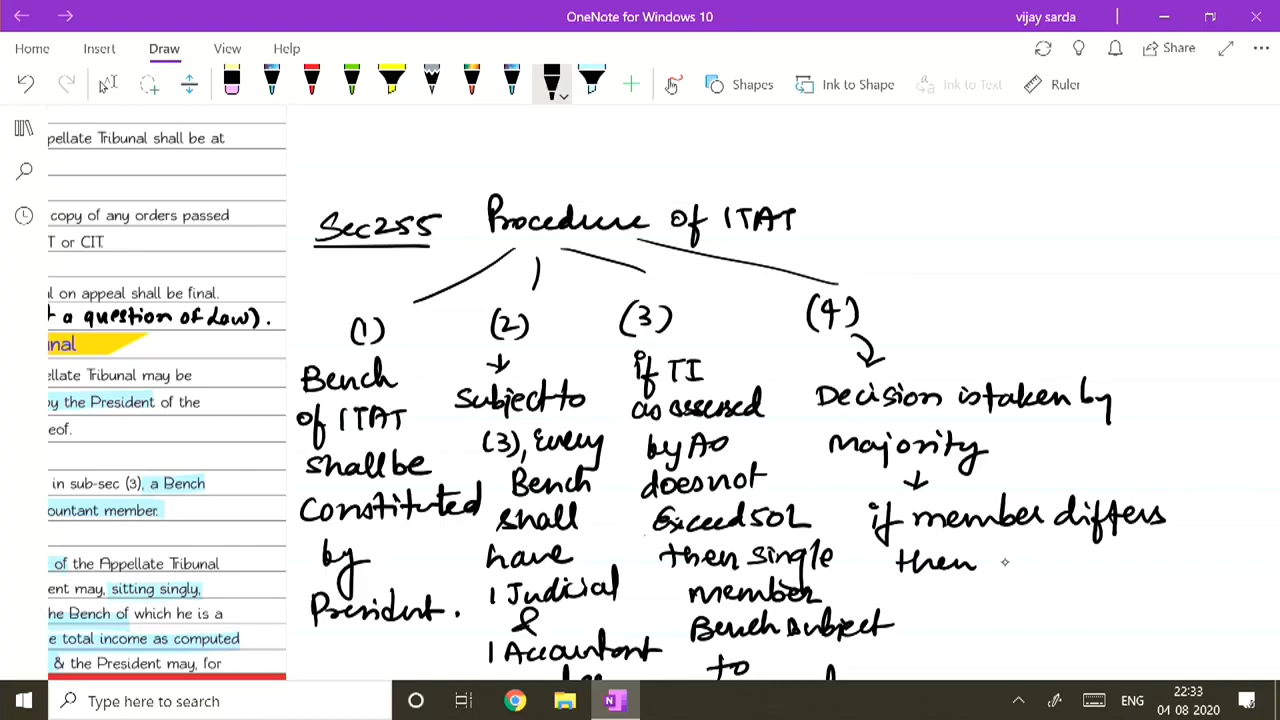 OneNote for Windows 10
vijay sarda
Home
Insert
Draw
View
Help
Share
Shapes
Ink to Shape
Ink to Text
Ruler
pellate Tribunal shall be at
copy of any orders passed
T or CIT.
l on appeal shall be final.
t a question of Law).
unal
ellate Tribunal may be
by the President of the
eof.
in sub-sec (3), a Bench
ountant member.
of the Appellate Tribunal
ent may, sitting singly,
he Bench of which he is a
e total income as computed
& the President may, for
Sec 255 Procedure of ITAT
(1)
Bench
of ITAT
shall be
constituted
by
President.
(2)
Subject to
(3), Every
Bench
shall
have
1 Judicial
&
1 Accountant
(3)
if TI
as assessed
by AO
does not
Exceed 50L
then single
member
Bench subject
to
(4)
Decision is taken by
majority
if member differs
then
Type here to search
ENG
22:33
04-08-2020